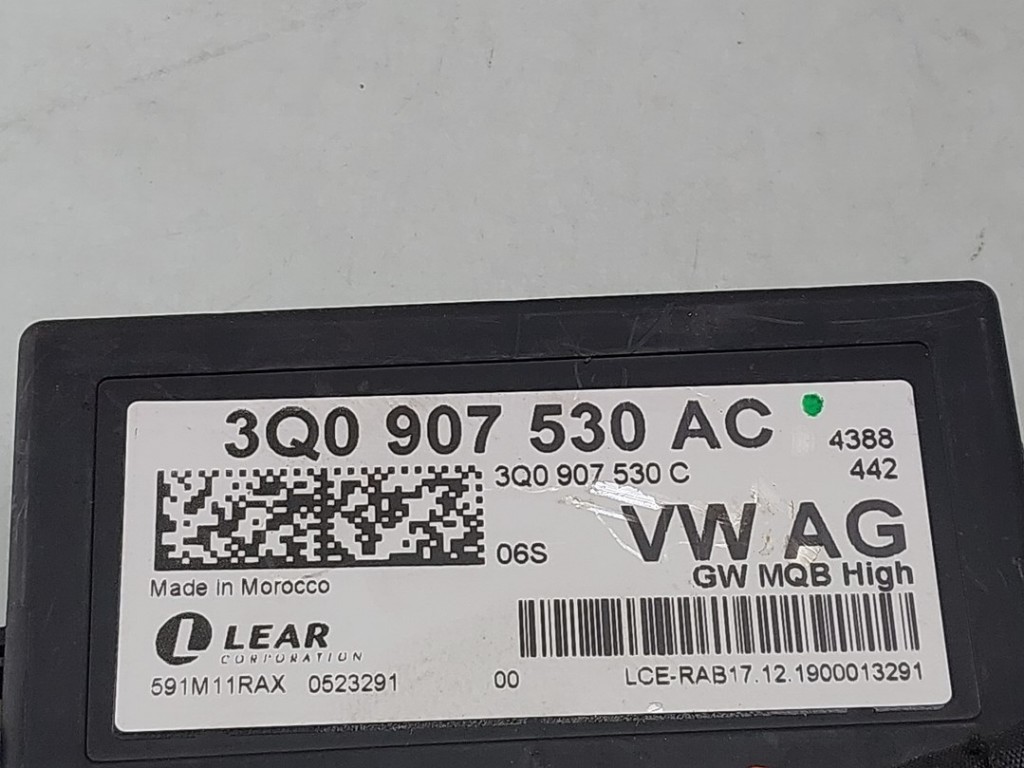 3Q0 907 530 AC
4388
3Q0 907 530 C
442
VW AG
06S
GW MQB High
Made in Morocco
LEAR
CORPORATION
591M11RAX 0523291 00 LCE-RAB17.12.1900013291